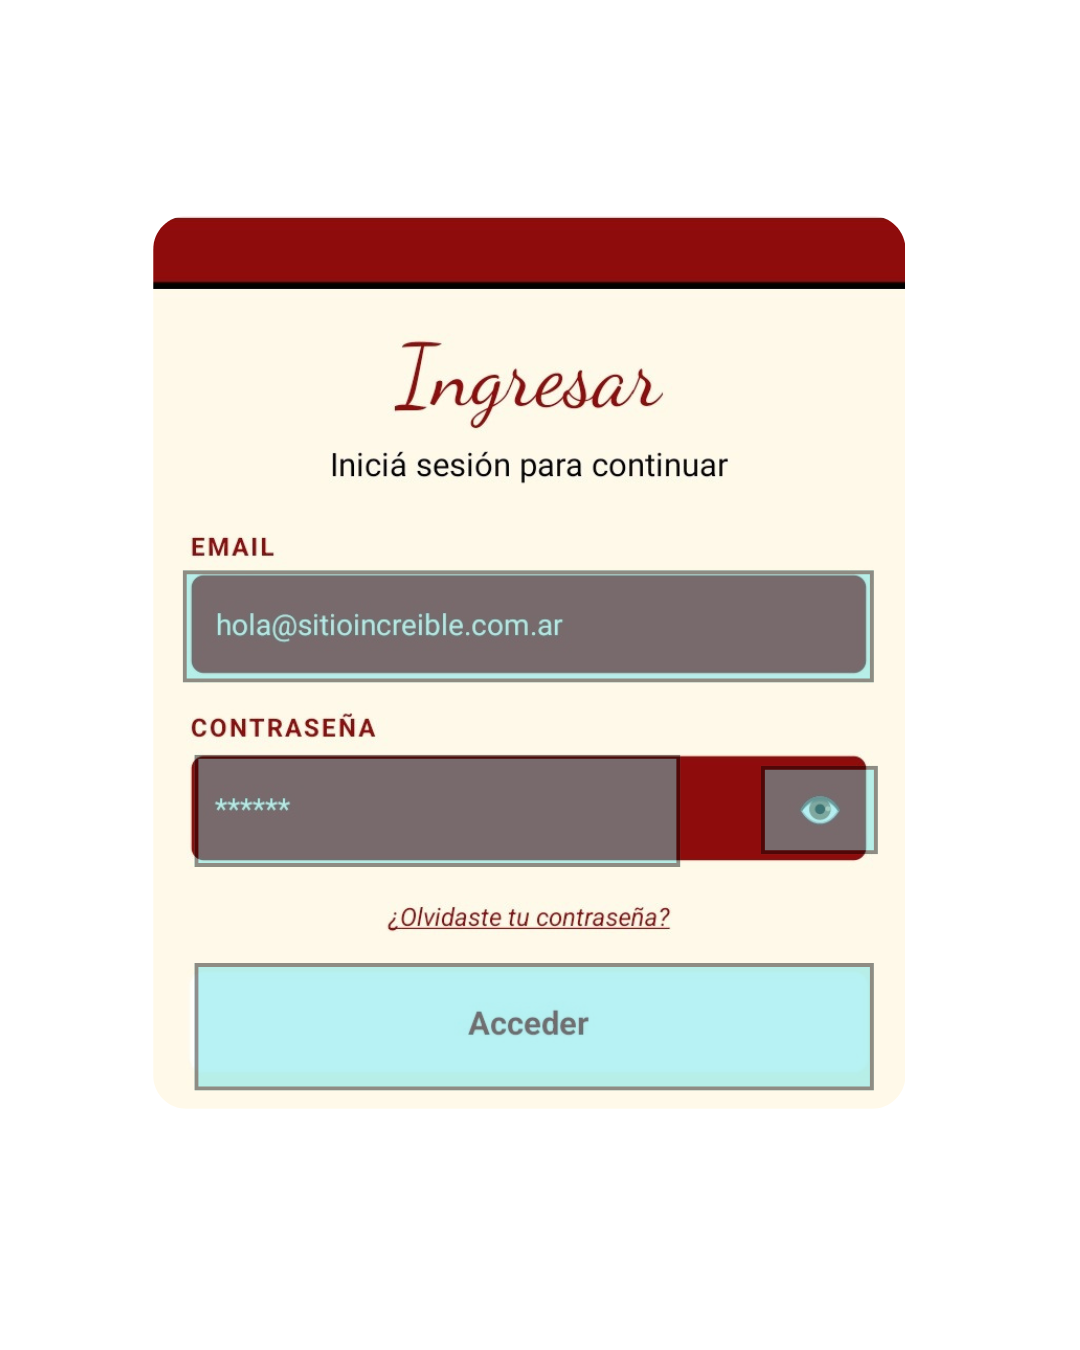 Ingresar
Iniciá sesión para continuar
EMAIL
hola@sitioincreible.com.ar
CONTRASEÑA
******
¿Olvidaste tu contraseña?
Acceder